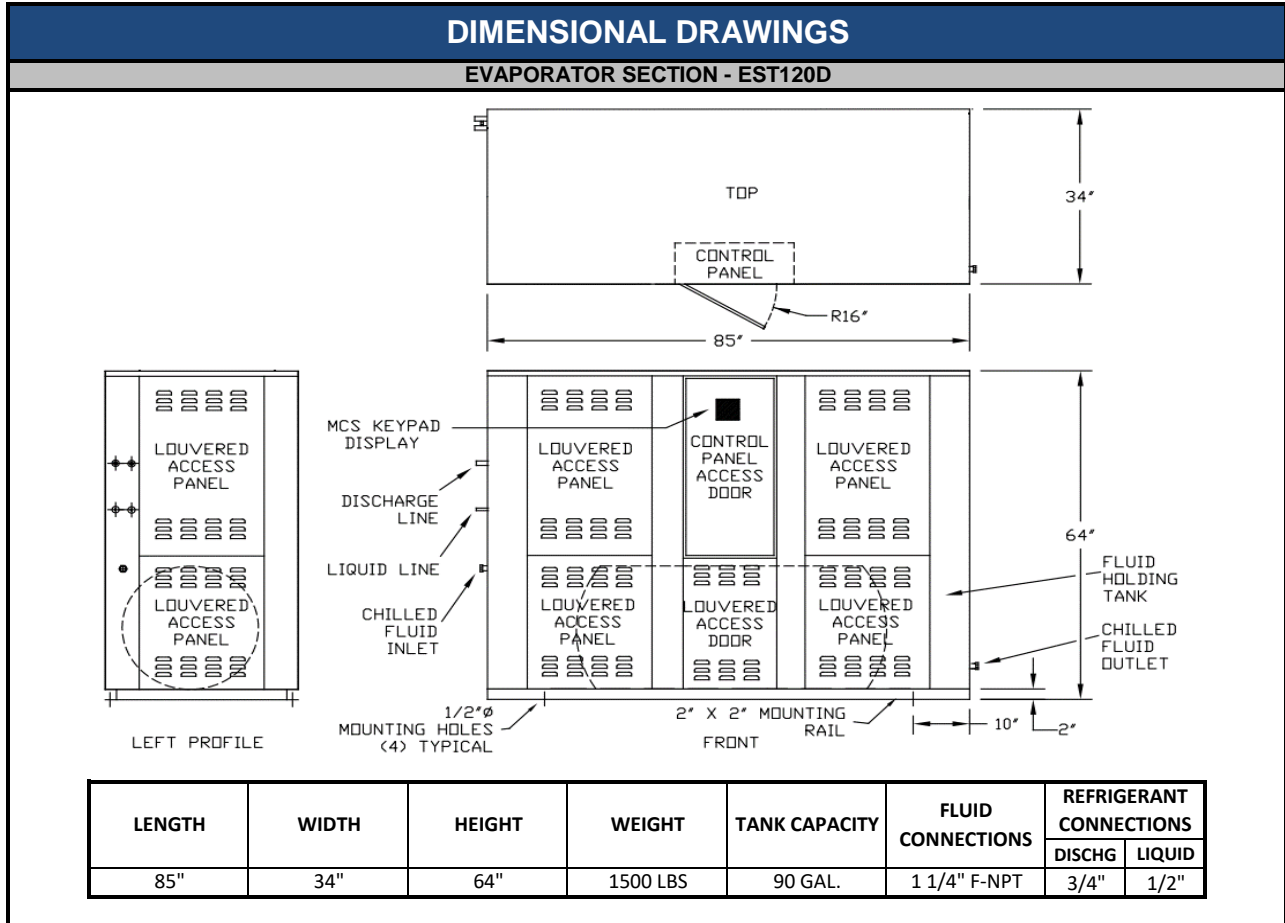 DIMENSIONAL DRAWINGS
EVAPORATOR SECTION - EST120D
TOP
34"
CONTROL
PANEL
R16"
85"
MCS KEYPAD
DISPLAY
DISCHARGE
LINE
LIQUID LINE
CHILLED
FLUID
INLET
LOUVERED
ACCESS
PANEL
LOUVERED
ACCESS
PANEL
LEFT PROFILE
LOUVERED
ACCESS
PANEL
CONTROL
PANEL
ACCESS
DOOR
LOUVERED
ACCESS
PANEL
LOUVERED
ACCESS
PANEL
LOUVERED
ACCESS
DOOR
LOUVERED
ACCESS
PANEL
64"
FLUID
HOLDING
TANK
CHILLED
FLUID
OUTLET
1/2"Ø
MOUNTING HOLES
(4) TYPICAL
2" X 2" MOUNTING
RAIL
FRONT
10"
2"
LENGTH WIDTH HEIGHT WEIGHT TANK CAPACITY FLUID CONNECTIONS REFRIGERANT CONNECTIONS
DISCHG LIQUID
85" 34" 64" 1500 LBS 90 GAL. 1 1/4" F-NPT 3/4" 1/2"